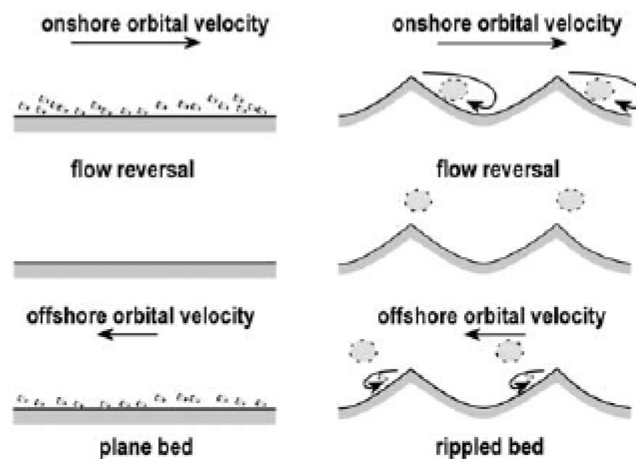 onshore orbital velocity
onshore orbital velocity
flow reversal
flow reversal
offshore orbital velocity
offshore orbital velocity
plane bed
rippled bed